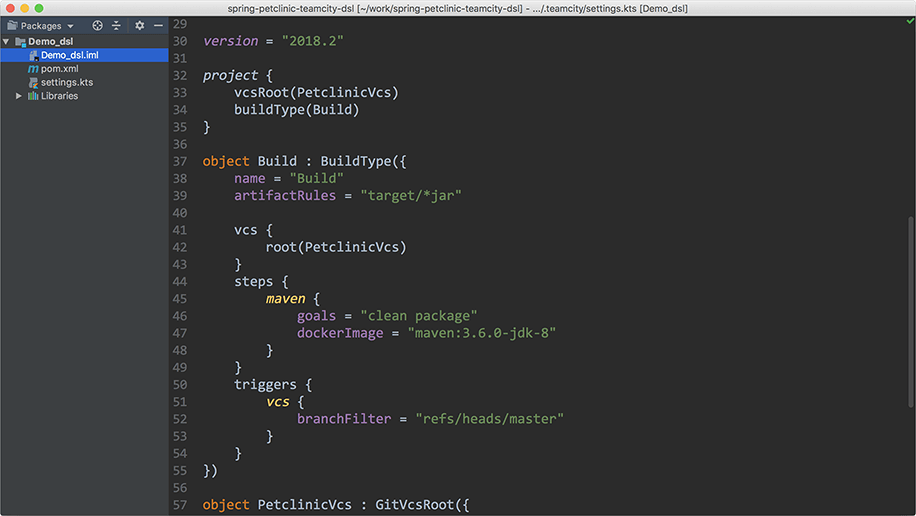 spring-petclinic-teamcity-dsl [~/work/spring-petclinic-teamcity-dsl] - .../.teamcity/settings.kts [Demo_dsl]
Packages
Demo_dsl
Demo_dsl.iml
pom.xml
settings.kts
Libraries
29
30 version = "2018.2"
31
32 project {
33     vcsRoot(PetclinicVcs)
34     buildType(Build)
35 }
36
37 object Build : BuildType({
38     name = "Build"
39     artifactRules = "target/*jar"
40
41     vcs {
42         root(PetclinicVcs)
43     }
44     steps {
45         maven {
46             goals = "clean package"
47             dockerImage = "maven:3.6.0-jdk-8"
48         }
49     }
50     triggers {
51         vcs {
52             branchFilter = "refs/heads/master"
53         }
54     }
55 })
56
57 object PetclinicVcs : GitVcsRoot({